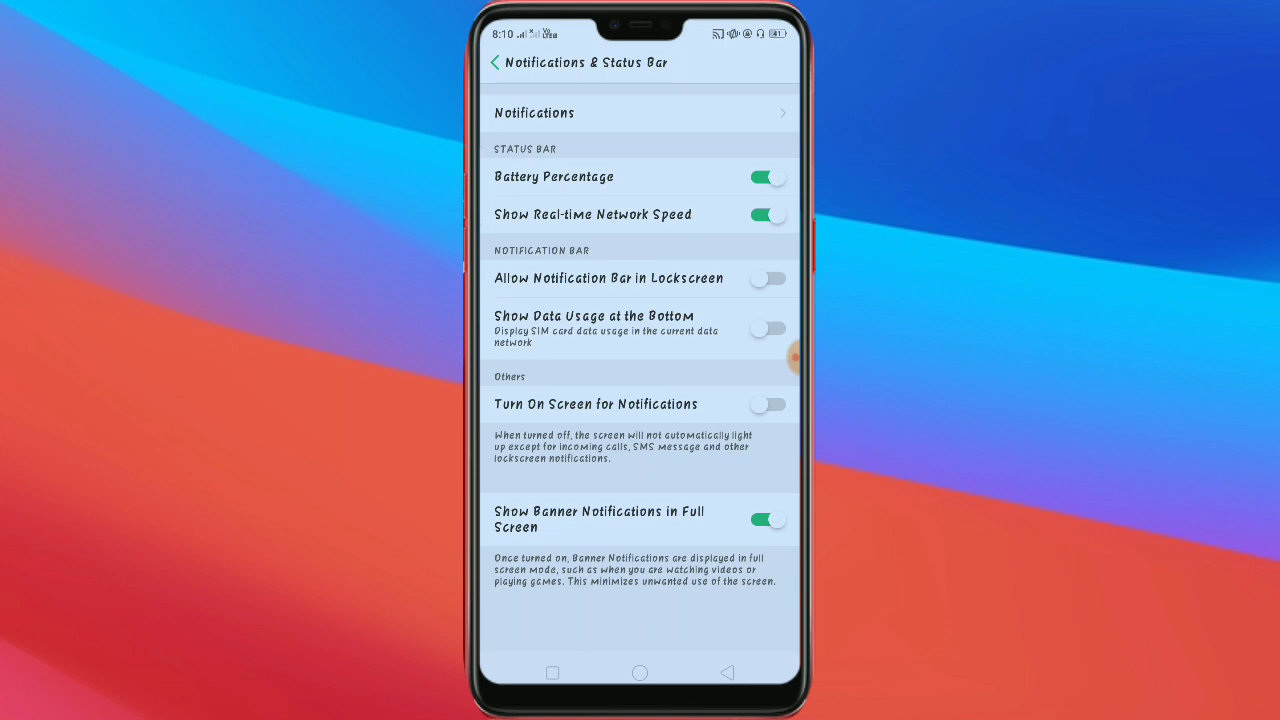 8:10
41
Notifications & Status Bar
Notifications
STATUS BAR
Battery Percentage
Show Real-time Network Speed
NOTIFICATION BAR
Allow Notification Bar in Lockscreen
Show Data Usage at the Bottom
Display SIM card data usage in the current data
network
Others
Turn On Screen for Notifications
When turned off, the screen will not automatically light
up except for incoming calls, SMS message and other
lockscreen notifications.
Show Banner Notifications in Full
Screen
Once turned on, Banner Notifications are displayed in full
screen mode, such as when you are watching videos or
playing games. This minimizes unwanted use of the screen.